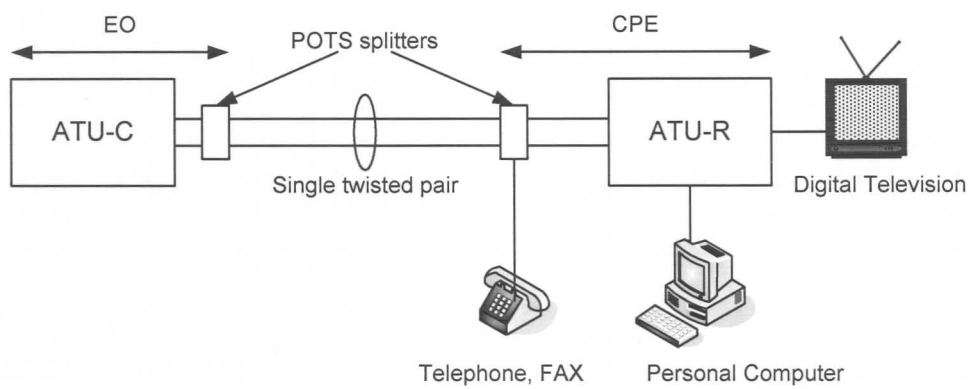 EO
POTS splitters
CPE
ATU-C
ATU-R
Single twisted pair
Digital Television
Telephone, FAX
Personal Computer